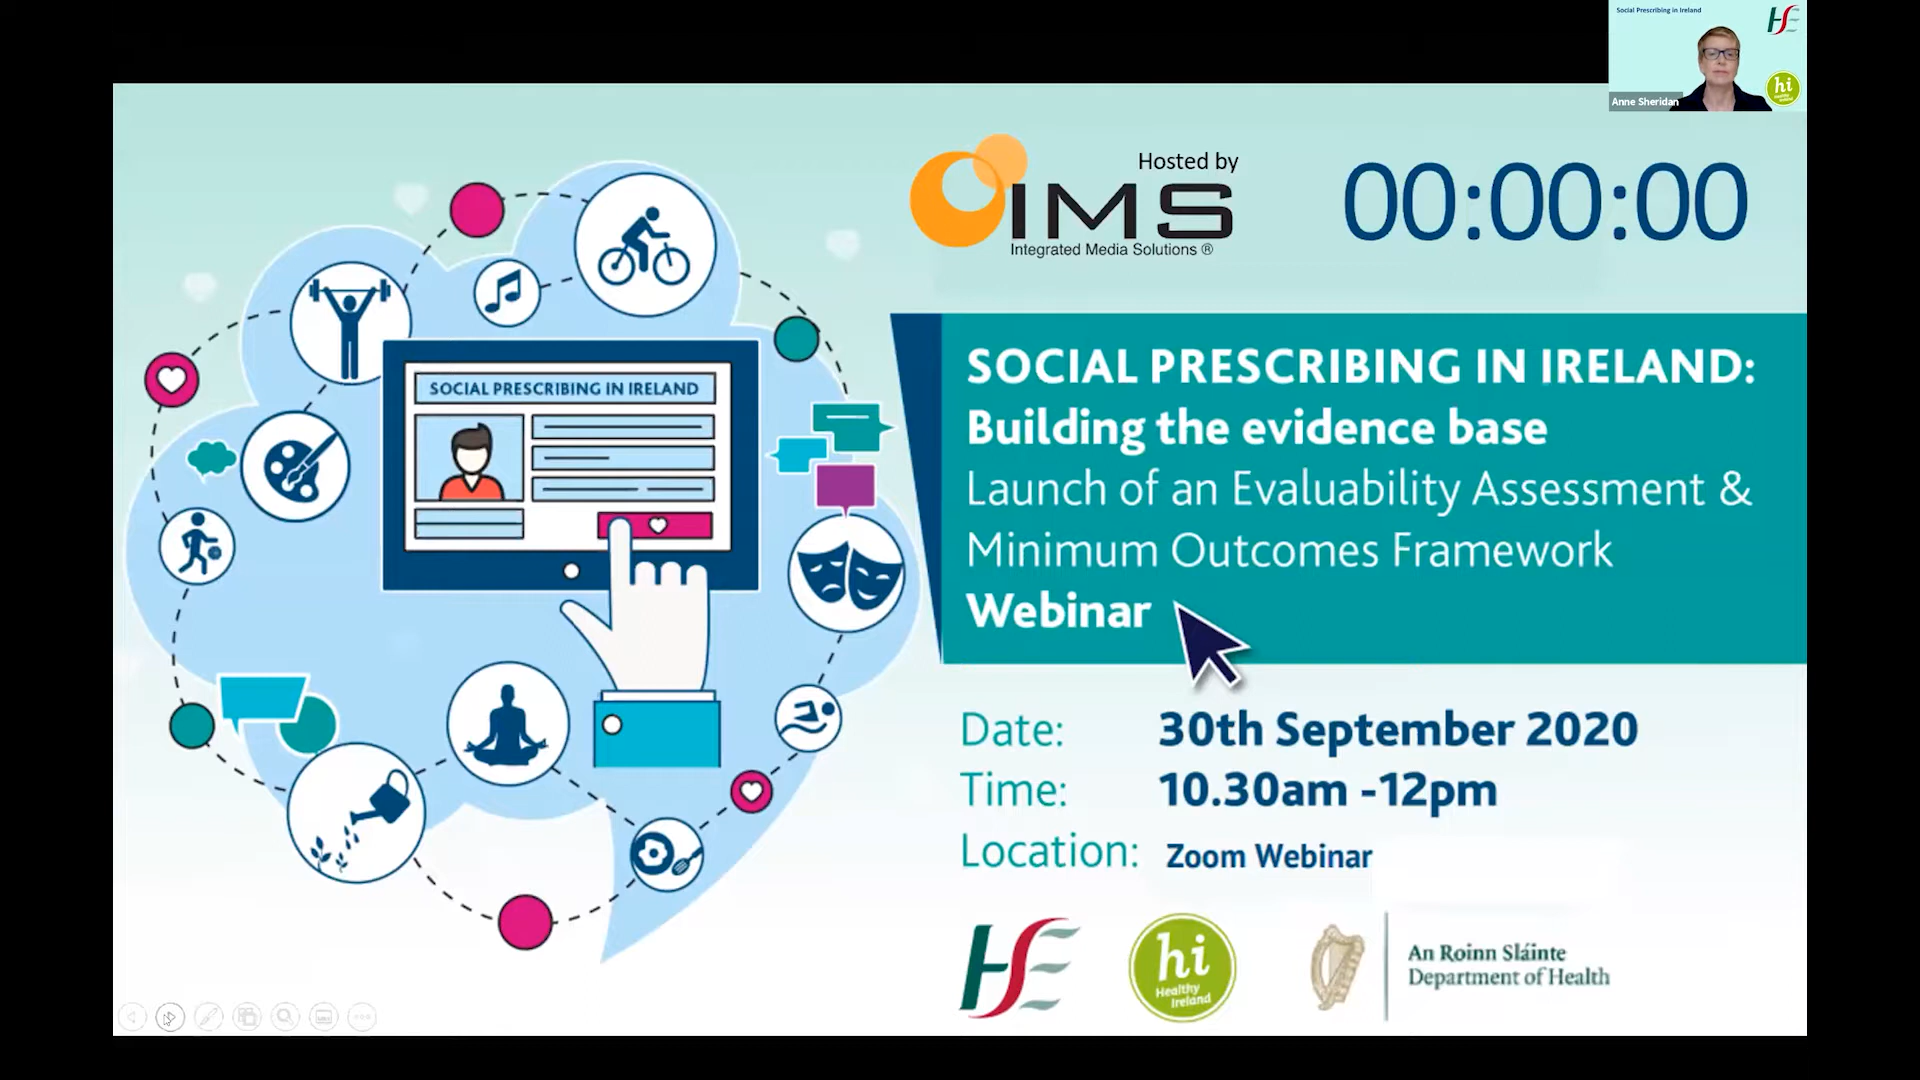 Social Prescribing in Ireland
Anne Sheridan
hi
Hosted by
IMS
Integrated Media Solutions ®
00:00:00
SOCIAL PRESCRIBING IN IRELAND
SOCIAL PRESCRIBING IN IRELAND:
Building the evidence base
Launch of an Evaluability Assessment &
Minimum Outcomes Framework
Webinar
Date: 30th September 2020
Time: 10.30am -12pm
Location: Zoom Webinar
HSE
hi
Healthy
Ireland
An Roinn Sláinte
Department of Health